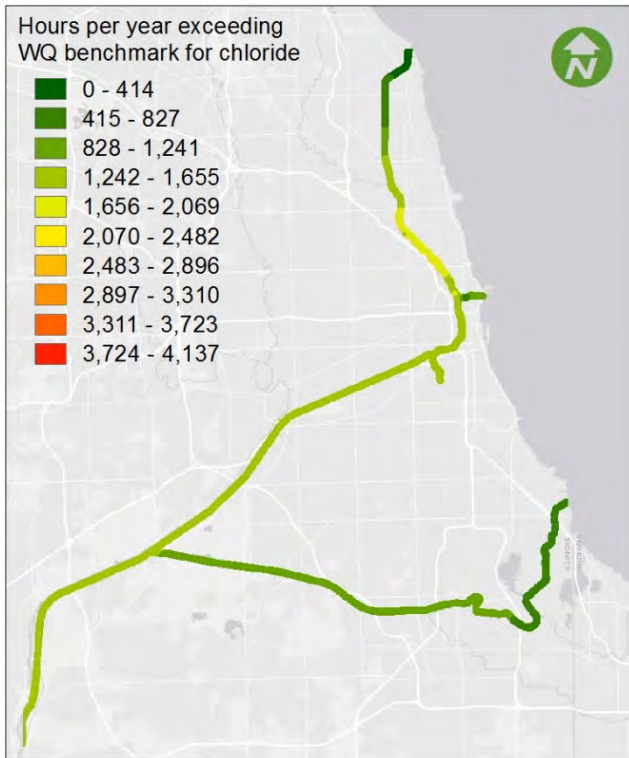 Hours per year exceeding
WQ benchmark for chloride
N
0 - 414
415 - 827
828 - 1,241
1,242 - 1,655
1,656 - 2,069
2,070 - 2,482
2,483 - 2,896
2,897 - 3,310
3,311 - 3,723
3,724 - 4,137
ILLINOIS
INDIANA